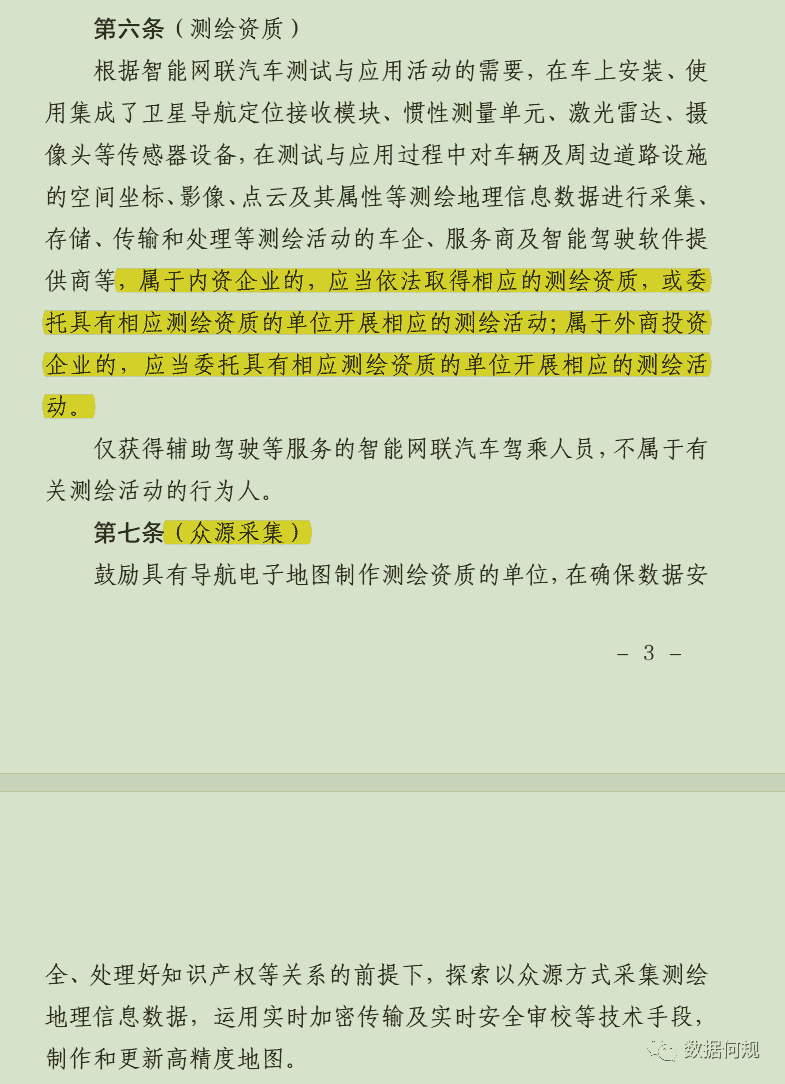 第六条（测绘资质）
根据智能网联汽车测试与应用活动的需要，在车上安装、使
用集成了卫星导航定位接收模块、惯性测量单元、激光雷达、摄
像头等传感器设备，在测试与应用过程中对车辆及周边道路设施
的空间坐标、影像、点云及其属性等测绘地理信息数据进行采集、
存储、传输和处理等测绘活动的车企、服务商及智能驾驶软件提
供商等，属于内资企业的，应当依法取得相应的测绘资质，或委
托具有相应测绘资质的单位开展相应的测绘活动；属于外商投资
企业的，应当委托具有相应测绘资质的单位开展相应的测绘活
动。
仅获得辅助驾驶等服务的智能网联汽车驾乘人员，不属于有
关测绘活动的行为人。
第七条（众源采集）
鼓励具有导航电子地图制作测绘资质的单位，在确保数据安
－ 3 －
全、处理好知识产权等关系的前提下，探索以众源方式采集测绘
地理信息数据，运用实时加密传输及实时安全审校等技术手段，
制作和更新高精度地图。
数据何规